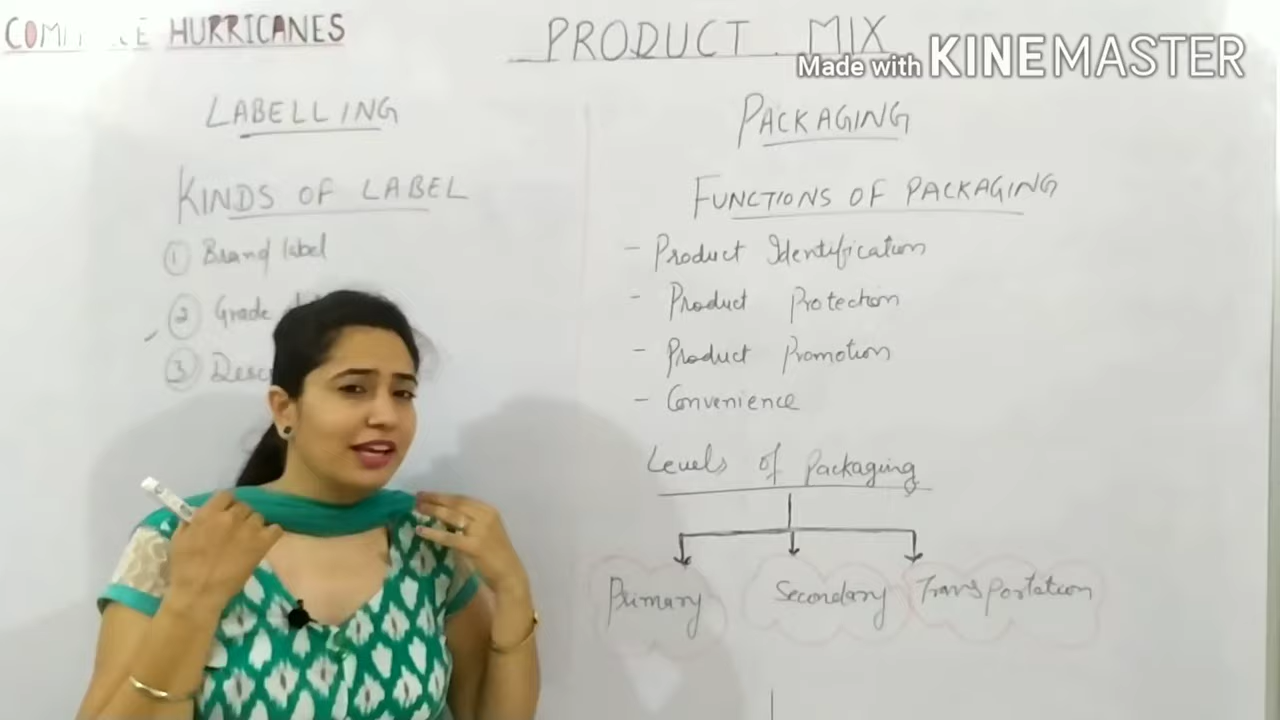 HURRICANES
PRODUCT MIX
Made with KINEMASTER
LABELLING
KINDS OF LABEL
① Brand label
② Grade
③
PACKAGING
FUNCTIONS OF PACKAGING
- Product Identification
- Product Protection
- Product Promotion
- Convenience
Levels of Packaging
Primary
Secondary
Transportation